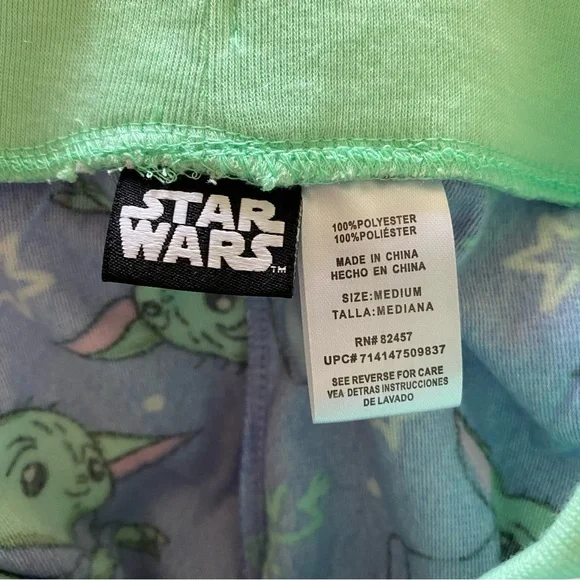 STAR
WARS
TM
100%POLYESTER
100%POLIÉSTER
MADE IN CHINA
HECHO EN CHINA
SIZE:MEDIUM
TALLA:MEDIANA
RN# 82457
UPC#714147509837
SEE REVERSE FOR CARE
VEA DETRAS INSTRUCCIONES
DE LAVADO